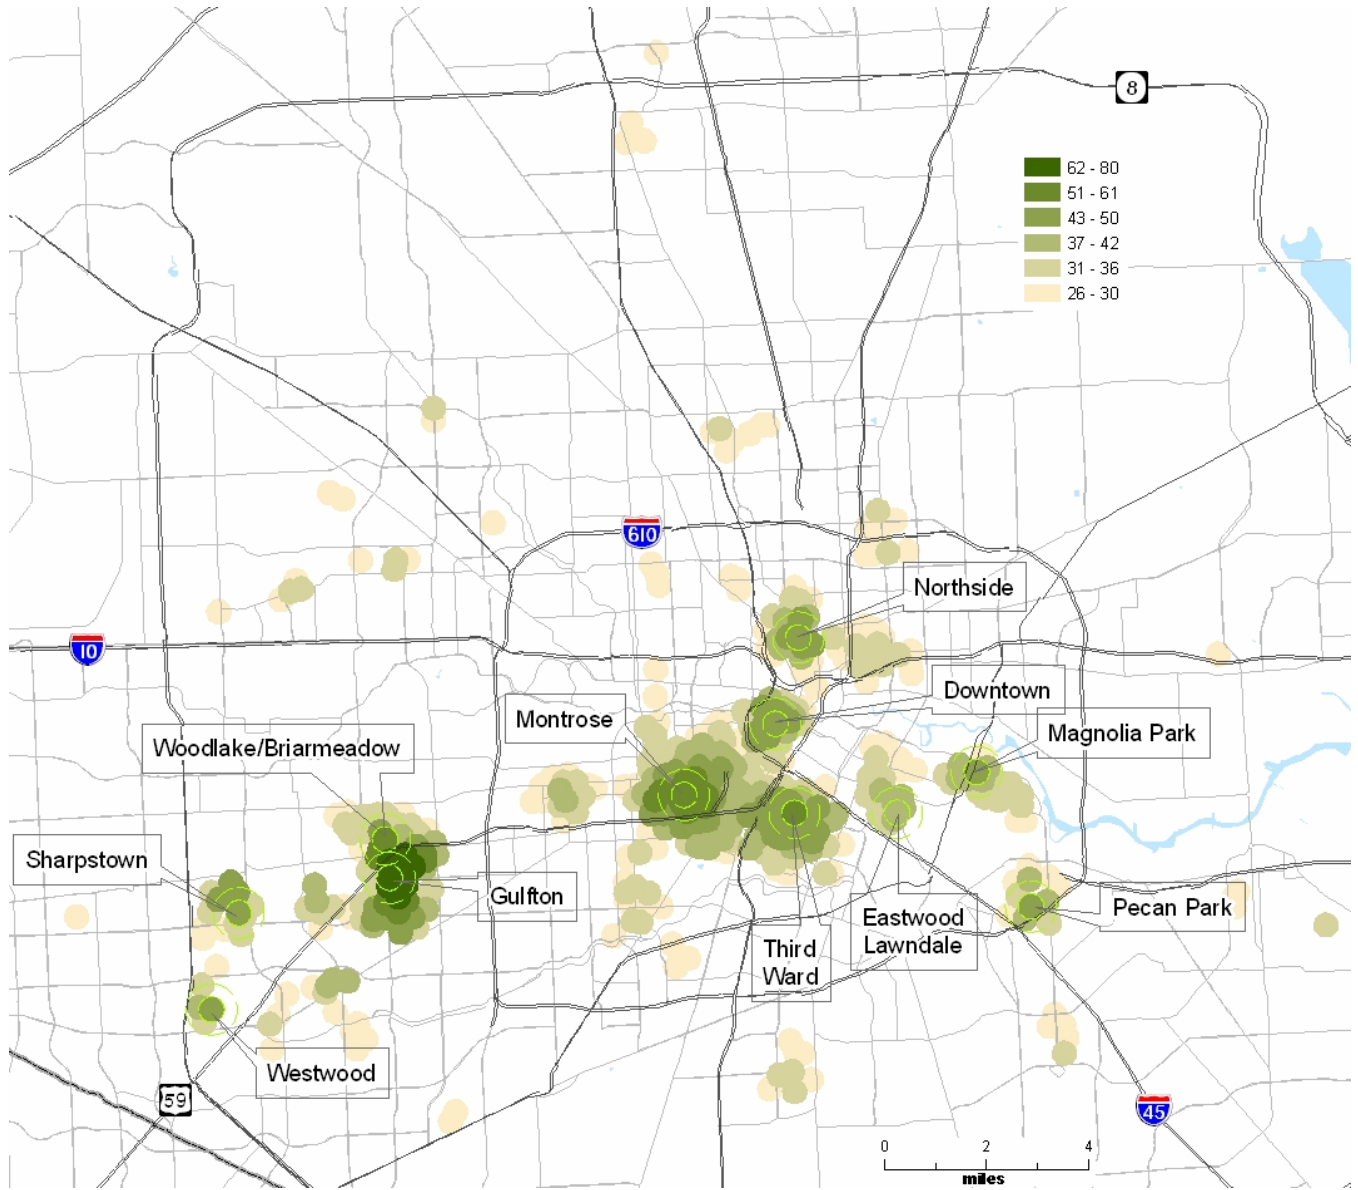 8
62 - 80
51 - 61
43 - 50
37 - 42
31 - 36
26 - 30
610
Northside
10
Downtown
Montrose
Magnolia Park
Woodlake/Briarmeadow
Sharpstown
Gulfton
Pecan Park
Eastwood
Lawndale
Third
Ward
Westwood
59
45
0 2 4
miles